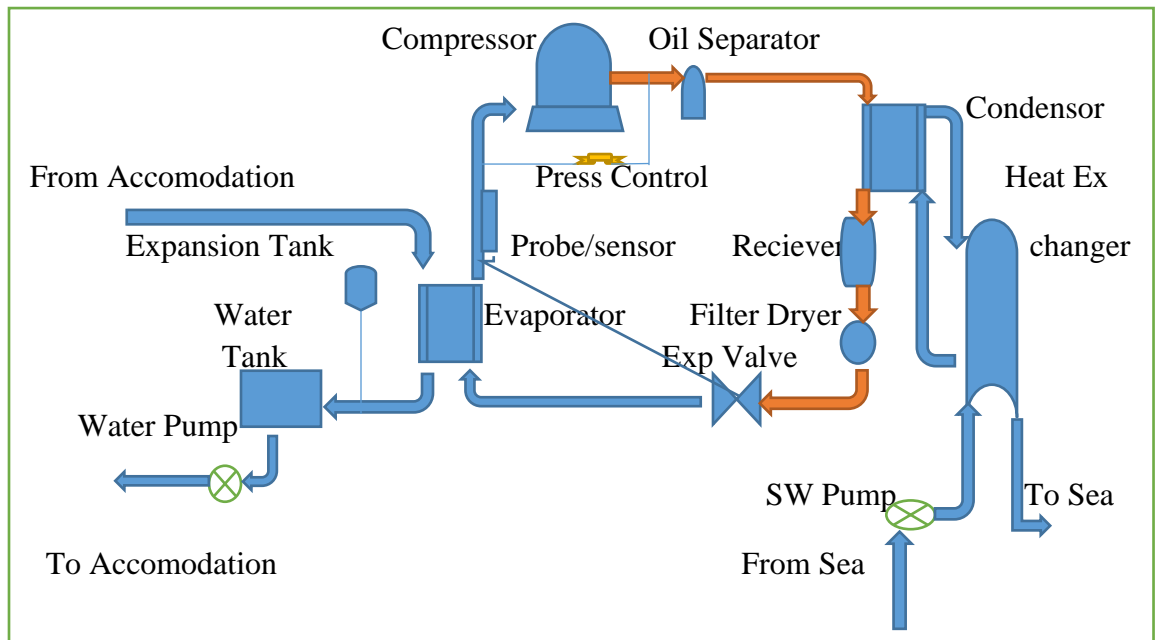 Compressor
Oil Separator
Condensor
From Accomodation
Press Control
Heat Ex
Expansion Tank
Probe/sensor
Reciever
changer
Water
Tank
Evaporator
Filter Dryer
Exp Valve
Water Pump
SW Pump
To Sea
To Accomodation
From Sea